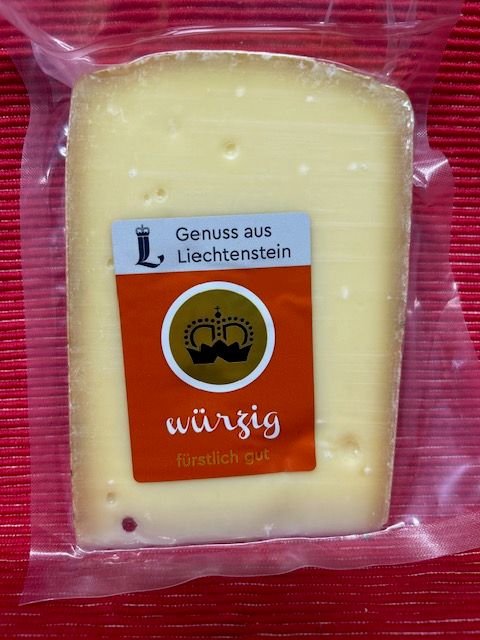 L
Genuss aus
Liechtenstein
würzig
fürstlich gut